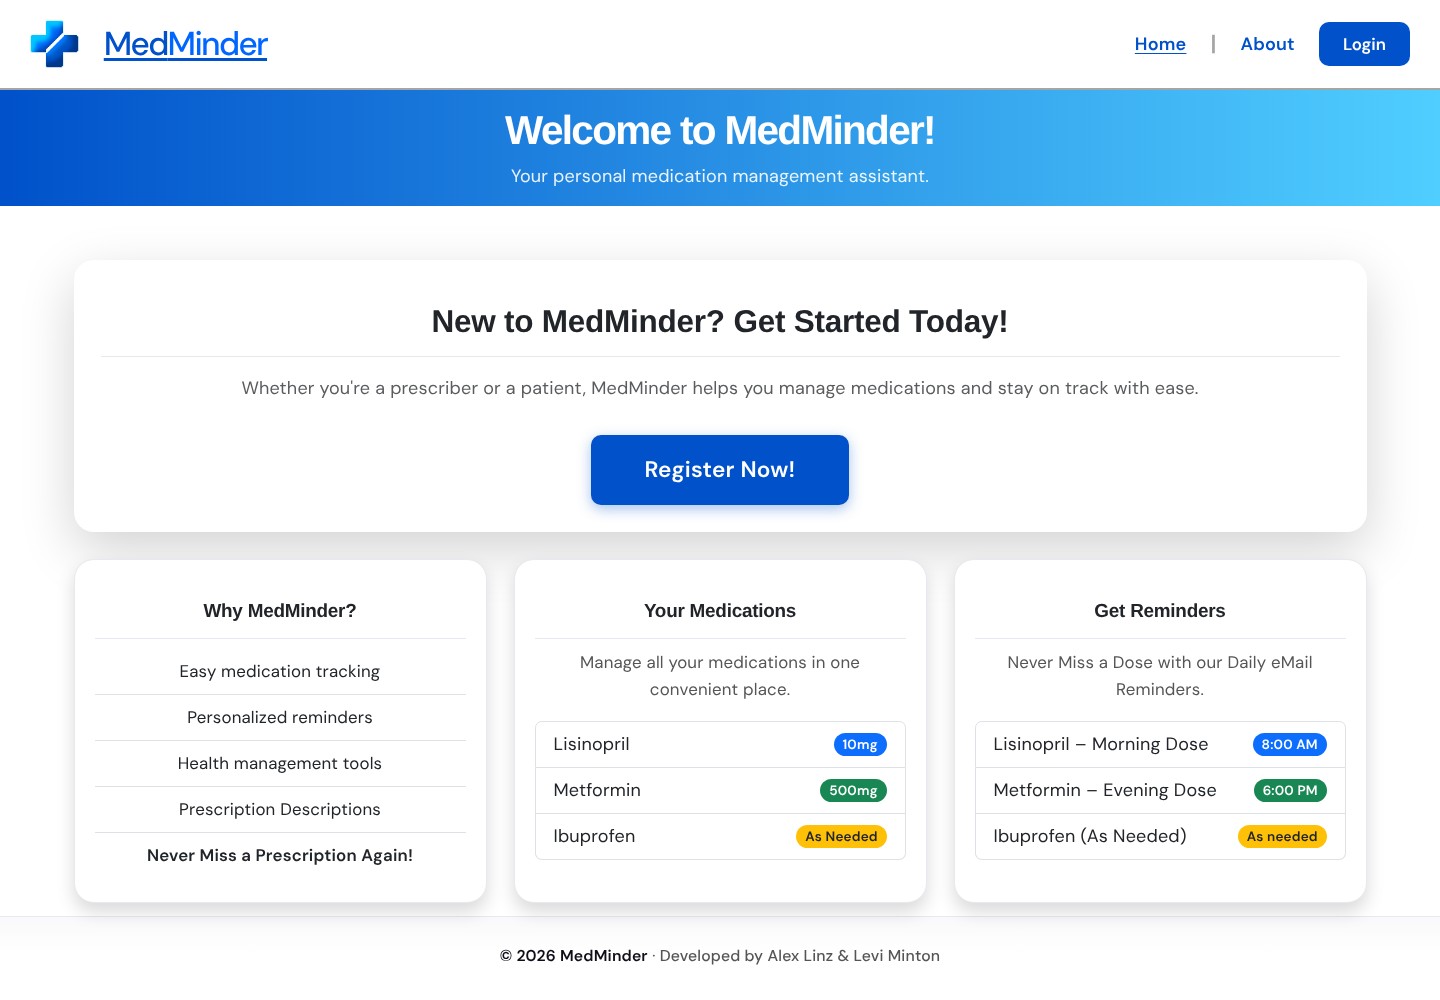 MedMinder
Home | About Login
Welcome to MedMinder!
Your personal medication management assistant.
New to MedMinder? Get Started Today!
Whether you're a prescriber or a patient, MedMinder helps you manage medications and stay on track with ease.
Register Now!
Why MedMinder?
Easy medication tracking
Personalized reminders
Health management tools
Prescription Descriptions
Never Miss a Prescription Again!
Your Medications
Manage all your medications in one
convenient place.
Lisinopril 10mg
Metformin 500mg
Ibuprofen As Needed
Get Reminders
Never Miss a Dose with our Daily eMail
Reminders.
Lisinopril – Morning Dose 8:00 AM
Metformin – Evening Dose 6:00 PM
Ibuprofen (As Needed) As needed
© 2026 MedMinder · Developed by Alex Linz & Levi Minton